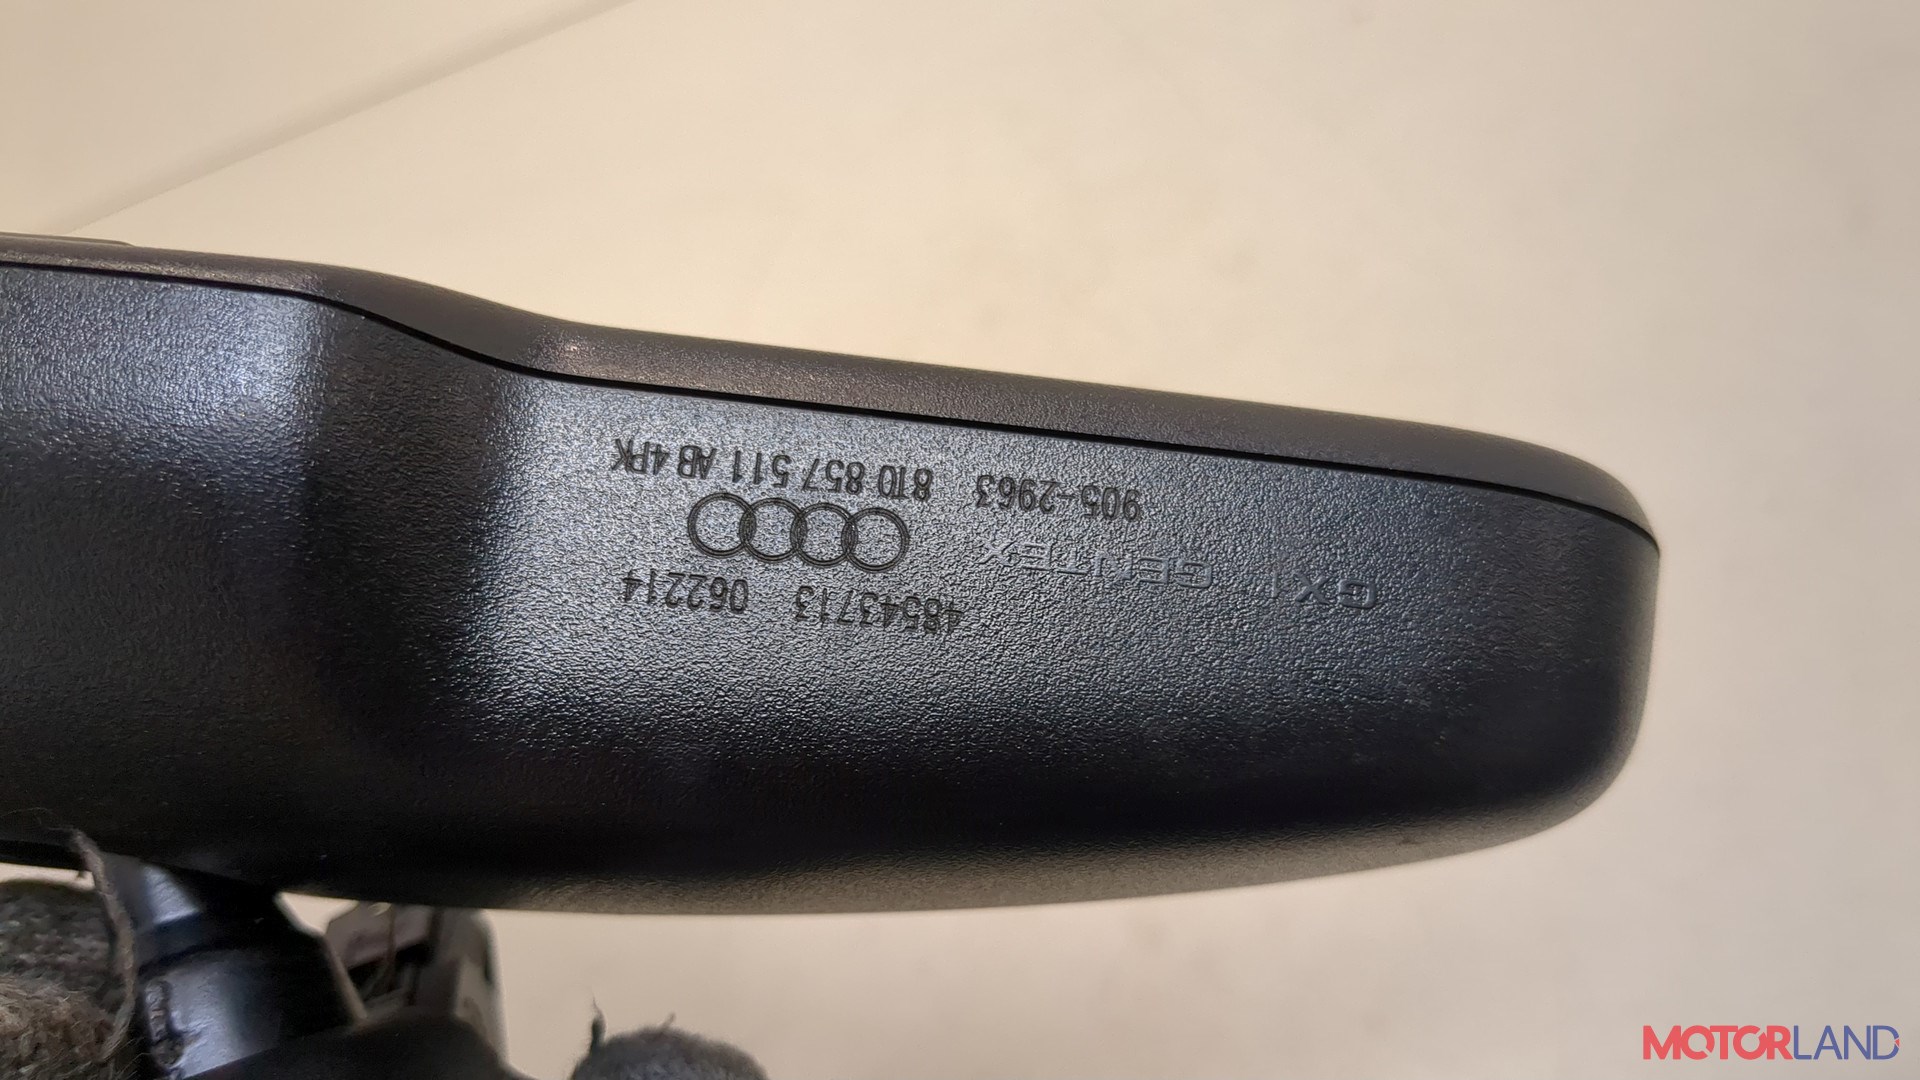 48543713 062214
GX1 GENTEX
905-2963 8T0 857 511 AB 4PK
MOTORLAND